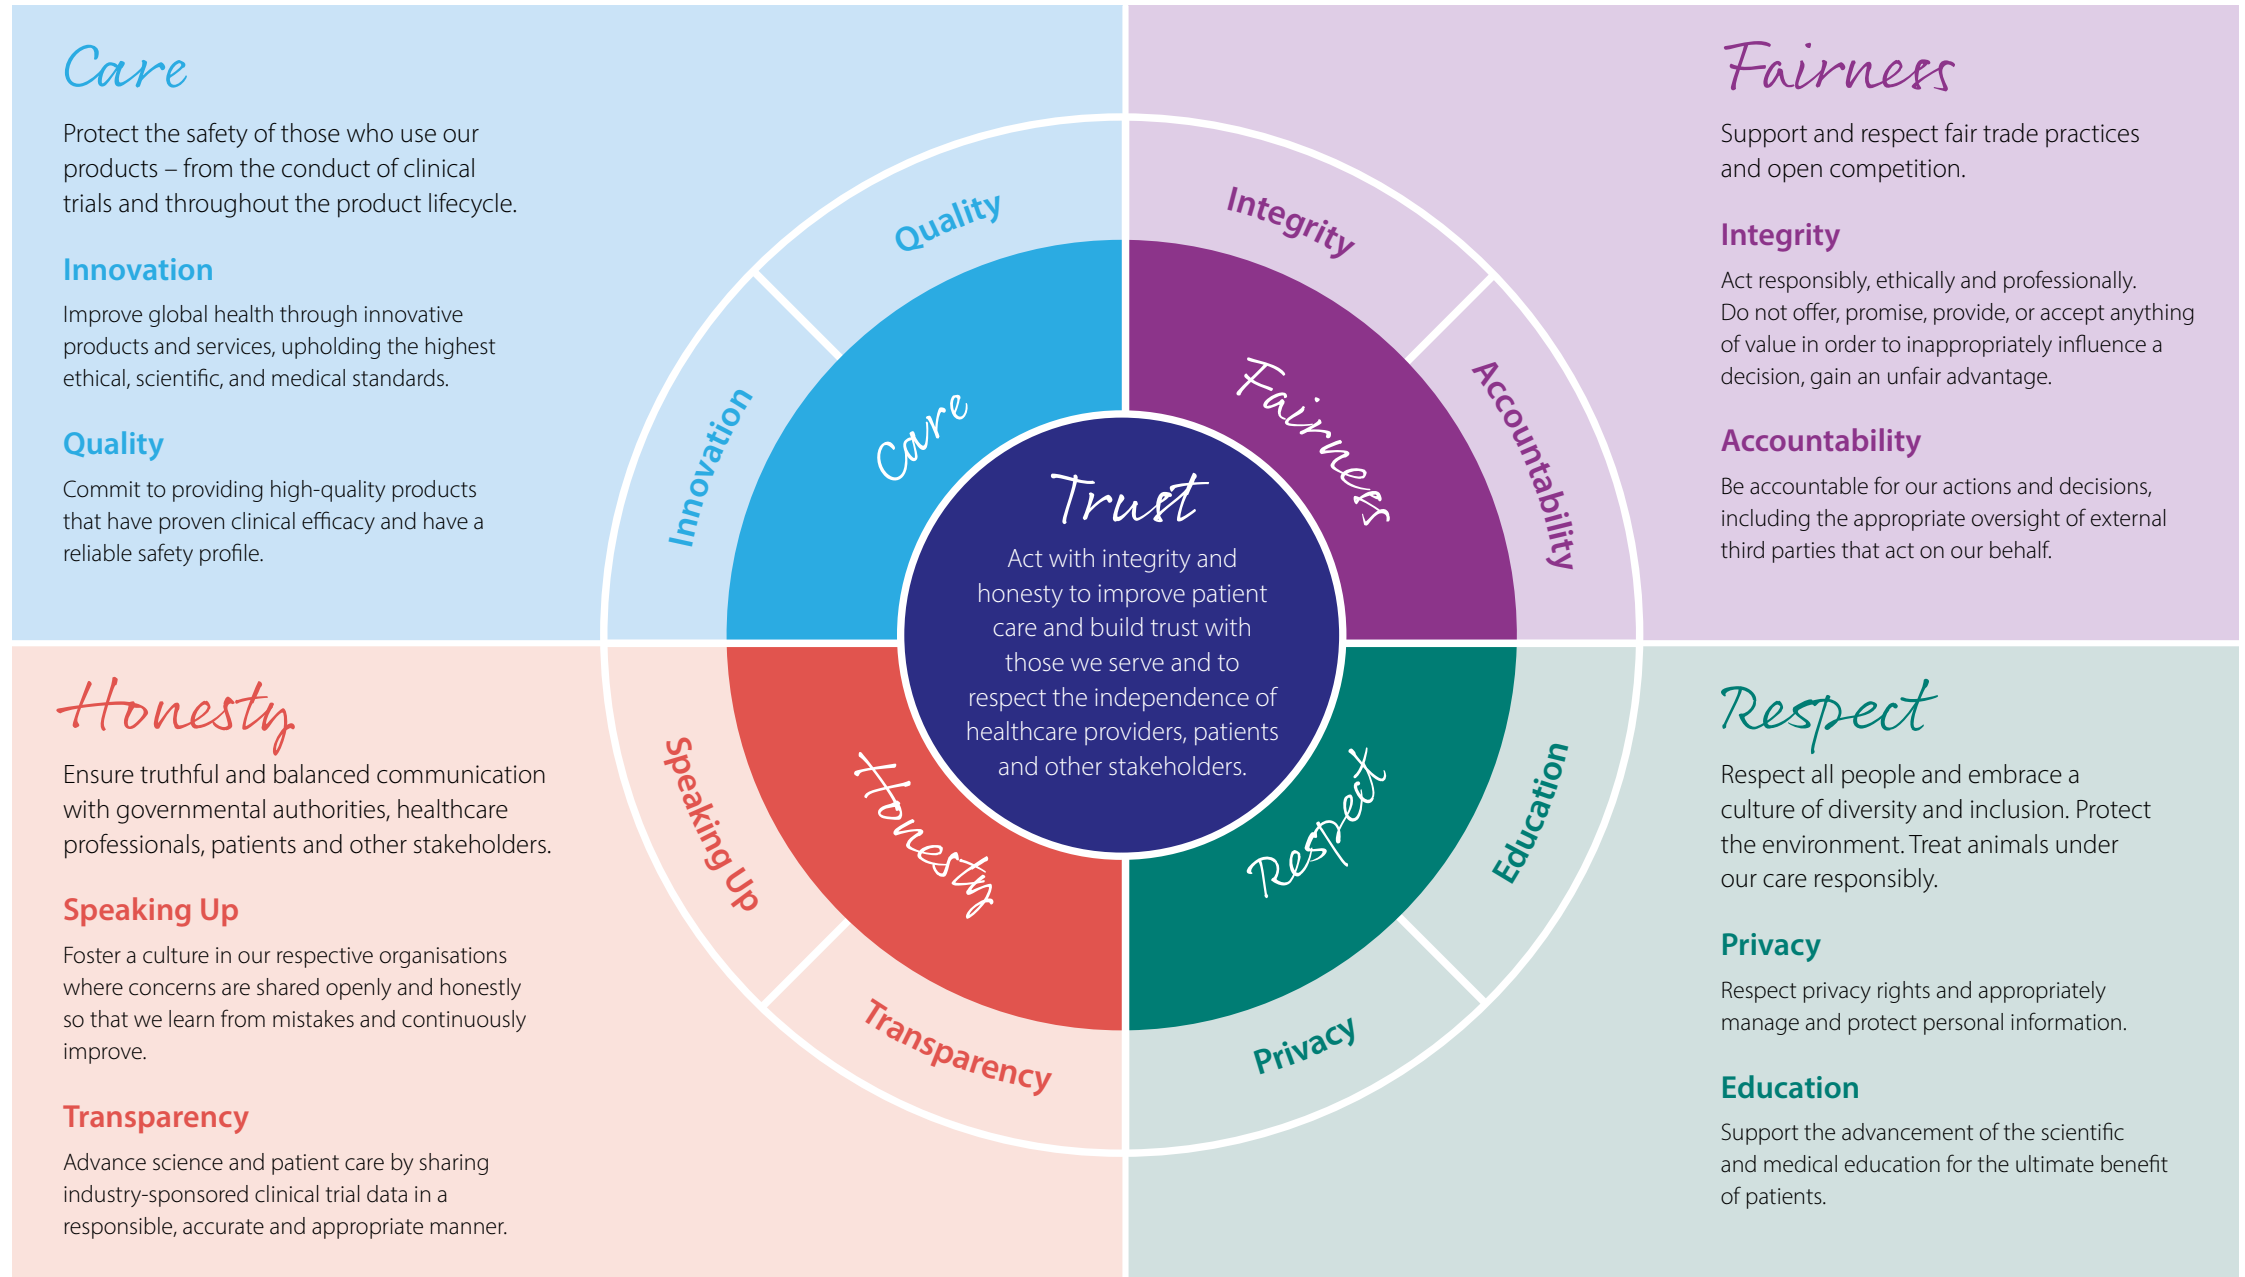 Care
Protect the safety of those who use our
products – from the conduct of clinical
trials and throughout the product lifecycle.
Innovation
Improve global health through innovative
products and services, upholding the highest
ethical, scientific, and medical standards.
Quality
Commit to providing high-quality products
that have proven clinical efficacy and have a
reliable safety profile.
Fairness
Support and respect fair trade practices
and open competition.
Integrity
Act responsibly, ethically and professionally.
Do not offer, promise, provide, or accept anything
of value in order to inappropriately influence a
decision, gain an unfair advantage.
Accountability
Be accountable for our actions and decisions,
including the appropriate oversight of external
third parties that act on our behalf.
Quality
Innovation
Care
Integrity
Accountability
Fairness
Trust
Act with integrity and
honesty to improve patient
care and build trust with
those we serve and to
respect the independence of
healthcare providers, patients
and other stakeholders.
Speaking Up
Transparency
Honesty
Education
Privacy
Respect
Honesty
Ensure truthful and balanced communication
with governmental authorities, healthcare
professionals, patients and other stakeholders.
Speaking Up
Foster a culture in our respective organisations
where concerns are shared openly and honestly
so that we learn from mistakes and continuously
improve.
Transparency
Advance science and patient care by sharing
industry-sponsored clinical trial data in a
responsible, accurate and appropriate manner.
Respect
Respect all people and embrace a
culture of diversity and inclusion. Protect
the environment. Treat animals under
our care responsibly.
Privacy
Respect privacy rights and appropriately
manage and protect personal information.
Education
Support the advancement of the scientific
and medical education for the ultimate benefit
of patients.